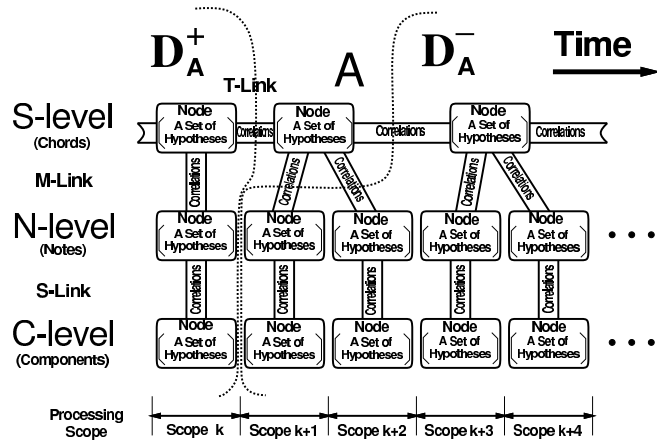 D+A
A
D−A
Time
T-Link
S-level
(Chords)
Node
A Set of
Hypotheses
Correlations
Node
A Set of
Hypotheses
Correlations
Node
A Set of
Hypotheses
Correlations
M-Link
Correlations
Correlations
Correlations
Correlations
Correlations
N-level
(Notes)
Node
A Set of
Hypotheses
Node
A Set of
Hypotheses
Node
A Set of
Hypotheses
Node
A Set of
Hypotheses
Node
A Set of
Hypotheses
• • •
S-Link
Correlations
Correlations
Correlations
Correlations
Correlations
C-level
(Components)
Node
A Set of
Hypotheses
Node
A Set of
Hypotheses
Node
A Set of
Hypotheses
Node
A Set of
Hypotheses
Node
A Set of
Hypotheses
• • •
Processing
Scope
Scope k
Scope k+1
Scope k+2
Scope k+3
Scope k+4